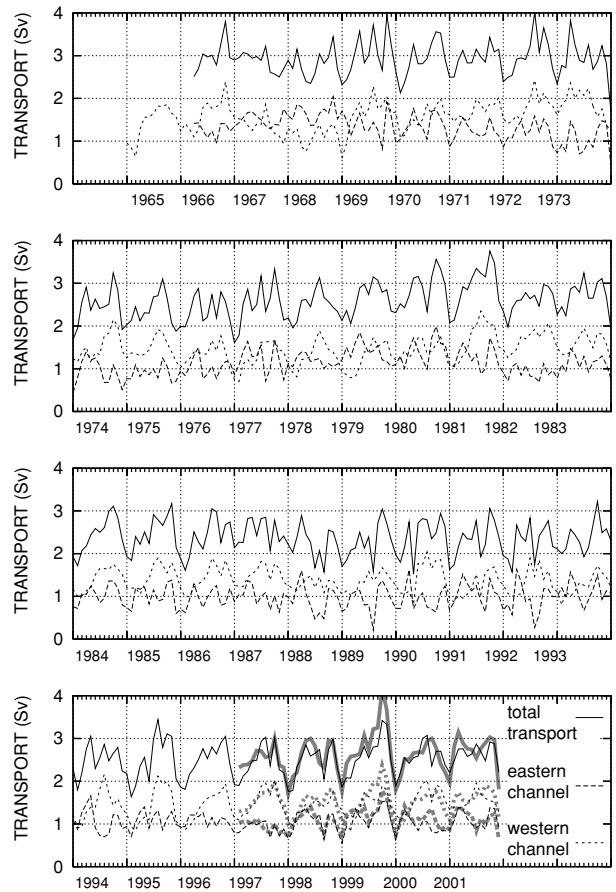 TRANSPORT (Sv)
4
3
2
1
0
1965 1966 1967 1968 1969 1970 1971 1972 1973
TRANSPORT (Sv)
4
3
2
1
0
1974 1975 1976 1977 1978 1979 1980 1981 1982 1983
TRANSPORT (Sv)
4
3
2
1
0
1984 1985 1986 1987 1988 1989 1990 1991 1992 1993
TRANSPORT (Sv)
4
3
2
1
0
1994 1995 1996 1997 1998 1999 2000 2001
total
transport
eastern
channel
western
channel